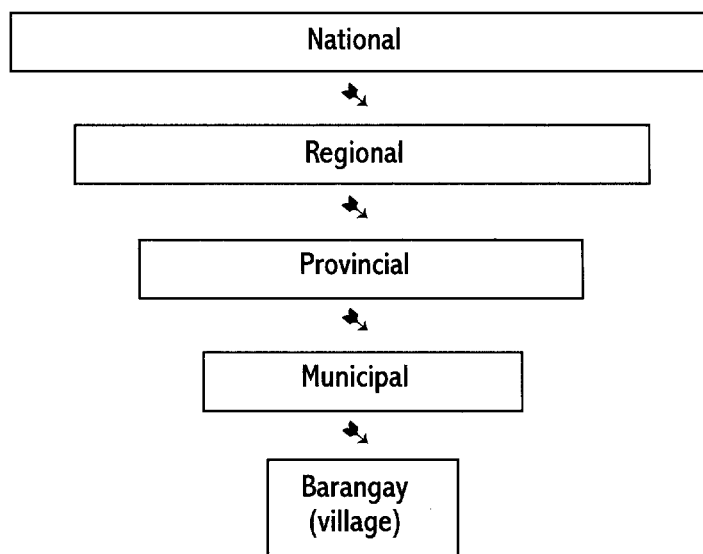 National
Regional
Provincial
Municipal
Barangay
(village)